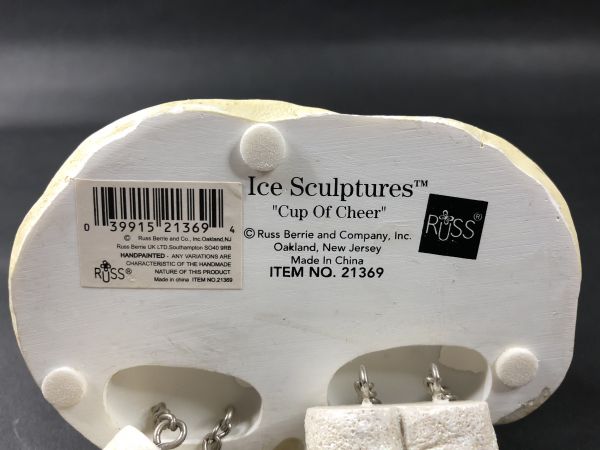 Ice Sculptures™
"Cup Of Cheer"
© Russ Berrie and Company, Inc.
Oakland, New Jersey
Made In China
ITEM NO. 21369
RUSS®
0 39915 21369 4
© Russ Berrie and Co., Inc.Oakland,NJ
Russ Berrie UK LTD,Southampton SO40 9RB
HANDPAINTED - ANY VARIATIONS ARE
CHARACTERISTIC OF THE HANDMADE
NATURE OF THIS PRODUCT
Made in china ITEM NO.21369
RUSS®